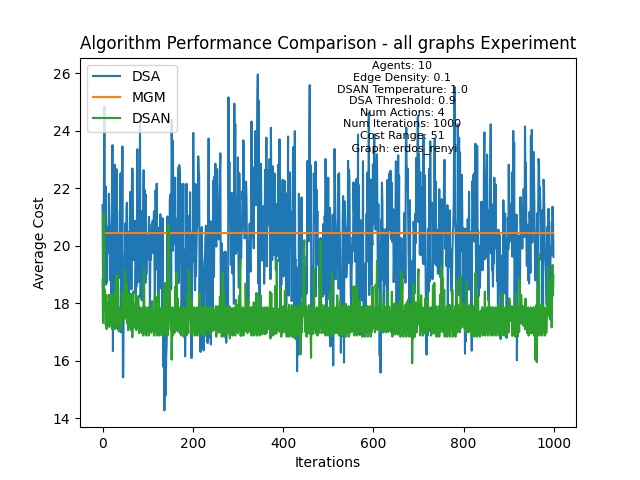 Algorithm Performance Comparison - all graphs Experiment
DSA
MGM
DSAN
Agents: 10
Edge Density: 0.1
DSAN Temperature: 1.0
DSA Threshold: 0.9
Num Actions: 4
Num Iterations: 1000
Cost Range: 51
Graph: erdos_renyi
Average Cost
26
24
22
20
18
16
14
0
200
400
600
800
1000
Iterations